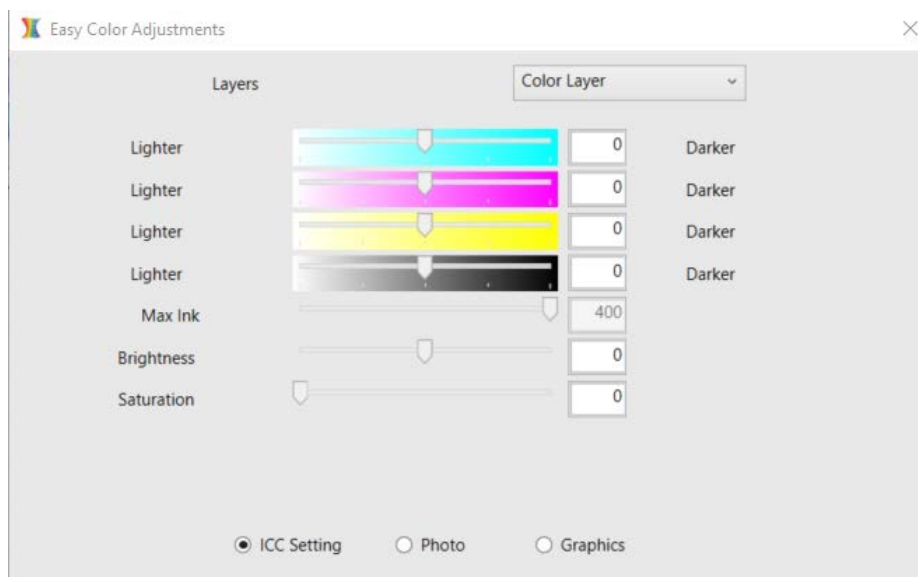 Easy Color Adjustments
Layers Color Layer
Lighter 0 Darker
Lighter 0 Darker
Lighter 0 Darker
Lighter 0 Darker
Max Ink 400
Brightness 0
Saturation 0
ICC Setting Photo Graphics